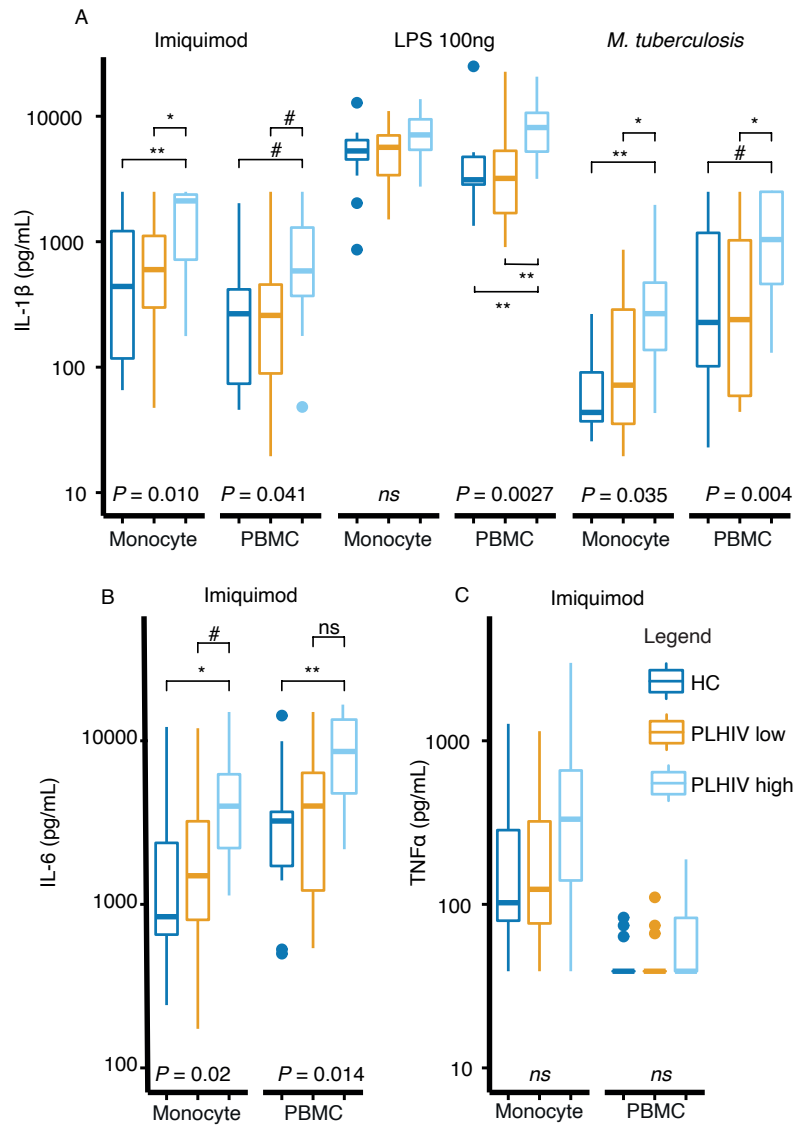 A
Imiquimod LPS 100ng M. tuberculosis
IL-1β (pg/mL)
10000
1000
100
10
* # * *
** # ** #
**
**
P = 0.010 P = 0.041 ns P = 0.0027 P = 0.035 P = 0.004
Monocyte PBMC Monocyte PBMC Monocyte PBMC
B
Imiquimod
IL-6 (pg/mL)
10000
1000
100
# ns
* **
P = 0.02 P = 0.014
Monocyte PBMC
C
Imiquimod
Legend
HC
PLHIV low
PLHIV high
TNFα (pg/mL)
1000
100
10
ns ns
Monocyte PBMC